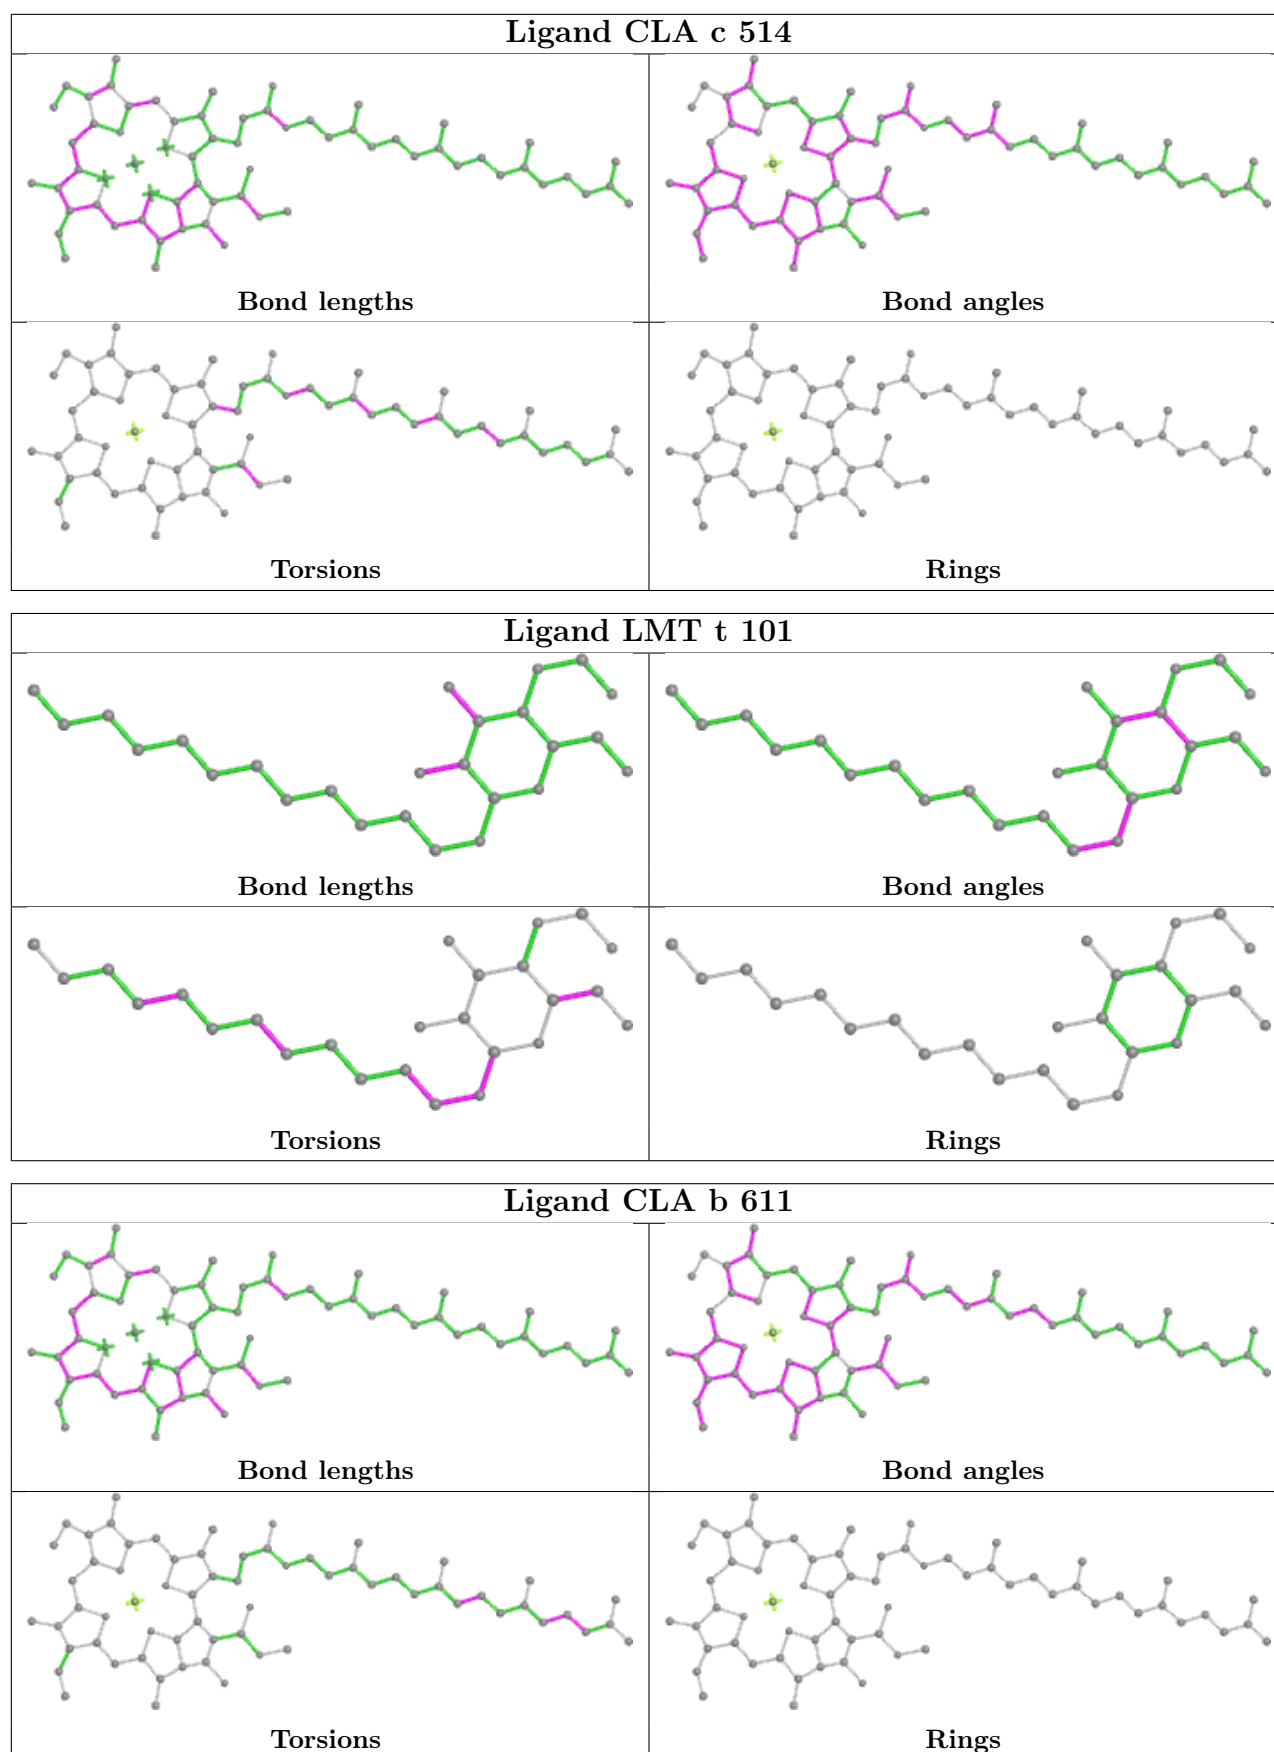 Ligand CLA c 514
Bond lengths
Bond angles
Torsions
Rings
Ligand LMT t 101
Bond lengths
Bond angles
Torsions
Rings
Ligand CLA b 611
Bond lengths
Bond angles
Torsions
Rings